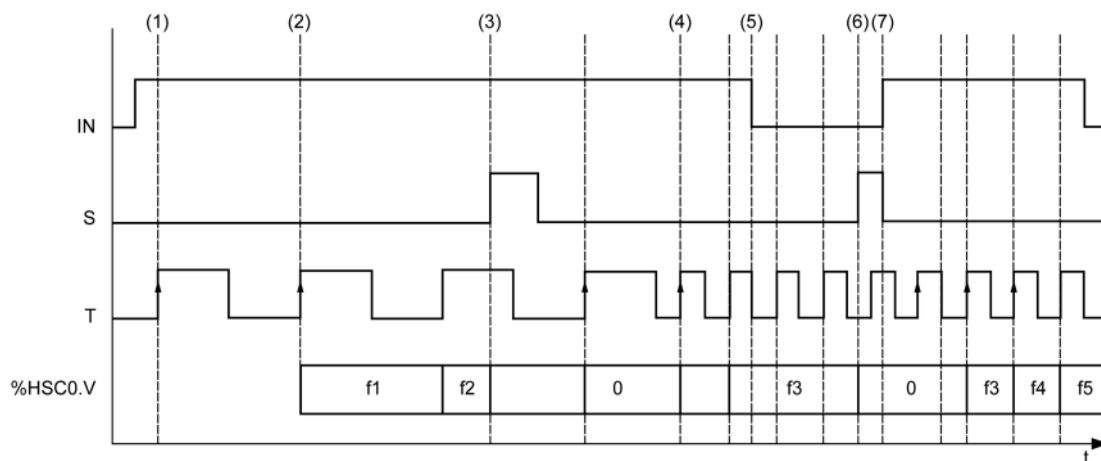 (1) (2) (3) (4) (5) (6) (7)
IN
S
T
%HSC0.V f1 f2 0 f3 0 f3 f4 f5
t